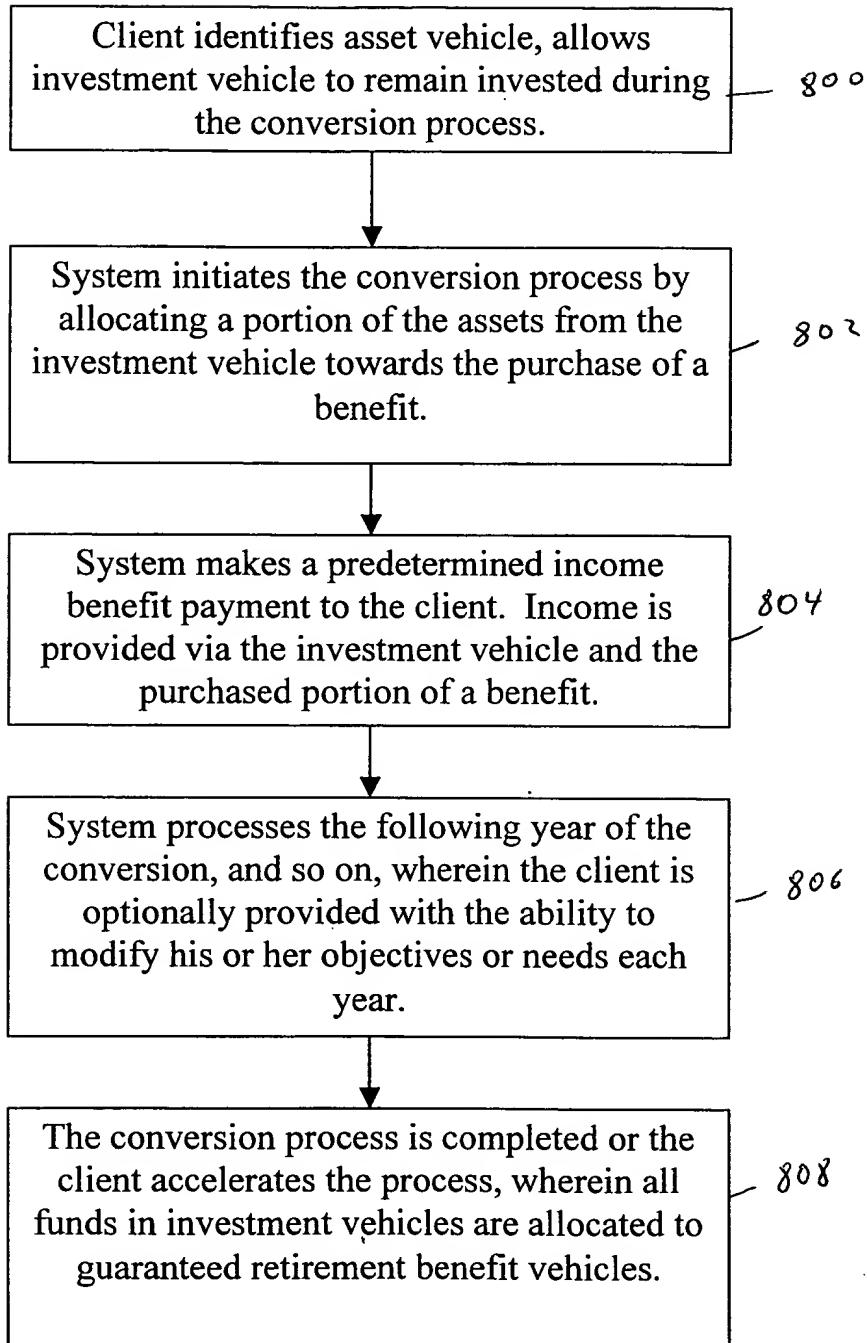 Client identifies asset vehicle, allows
investment vehicle to remain invested during
the conversion process.
800
System initiates the conversion process by
allocating a portion of the assets from the
investment vehicle towards the purchase of a
benefit.
802
System makes a predetermined income
benefit payment to the client. Income is
provided via the investment vehicle and the
purchased portion of a benefit.
804
System processes the following year of the
conversion, and so on, wherein the client is
optionally provided with the ability to
modify his or her objectives or needs each
year.
806
The conversion process is completed or the
client accelerates the process, wherein all
funds in investment vehicles are allocated to
guaranteed retirement benefit vehicles.
808